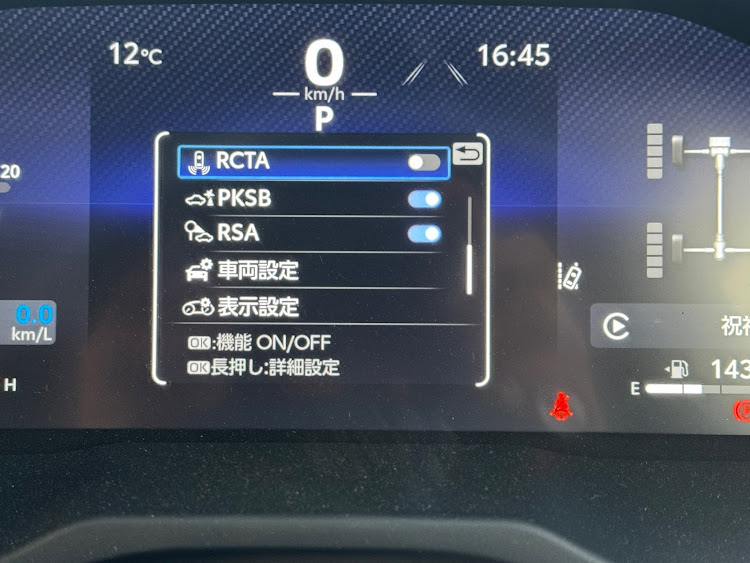 12℃
0
km/h
P
16:45
RCTA
PKSB
RSA
車両設定
表示設定
OK:機能 ON/OFF
OK長押し:詳細設定
20
0.0
km/L
H
祝
143
E